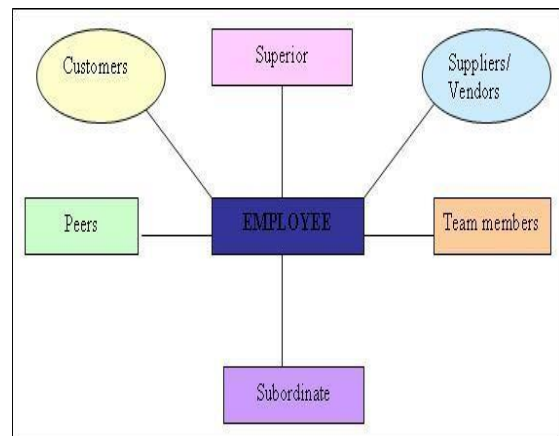 Customers
Superior
Suppliers/
Vendors
Peers
EMPLOYEE
Team members
Subordinate